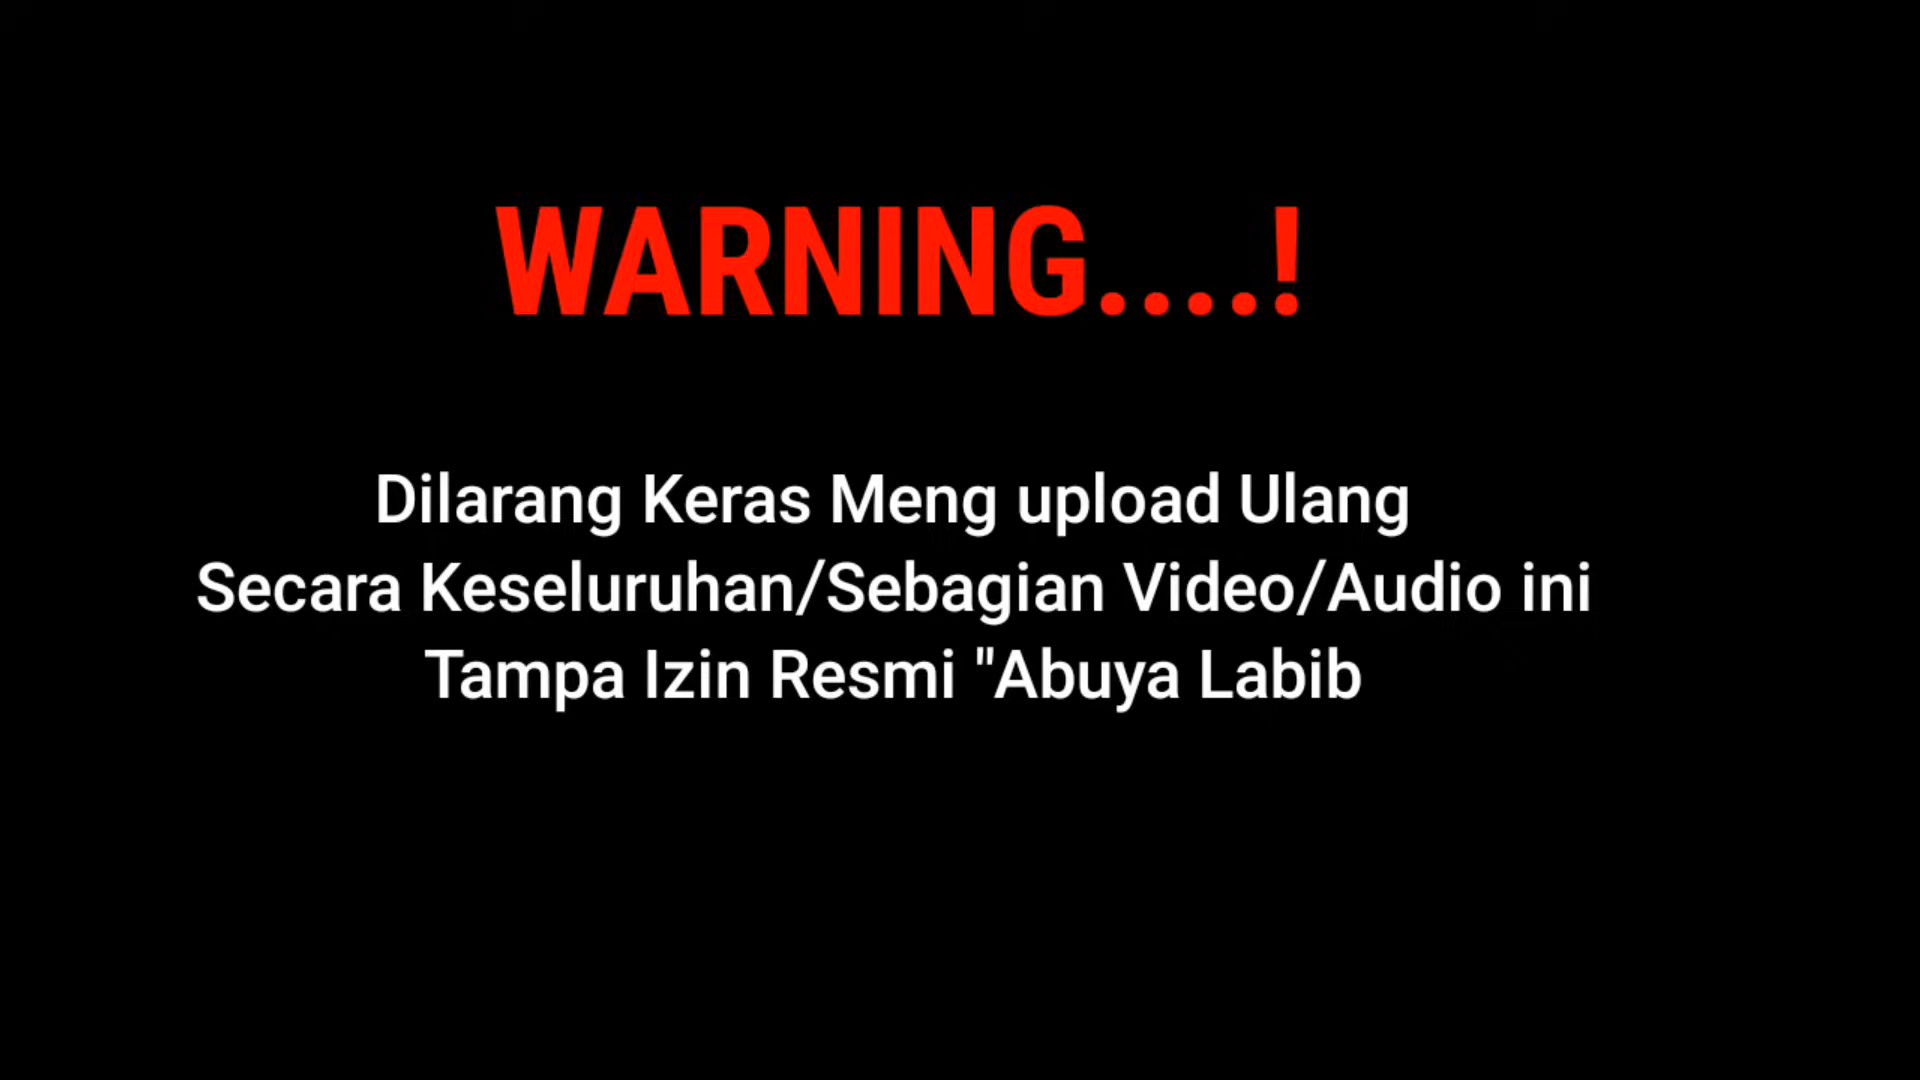 WARNING....!
Dilarang Keras Meng upload Ulang
Secara Keseluruhan/Sebagian Video/Audio ini
Tampa Izin Resmi "Abuya Labib